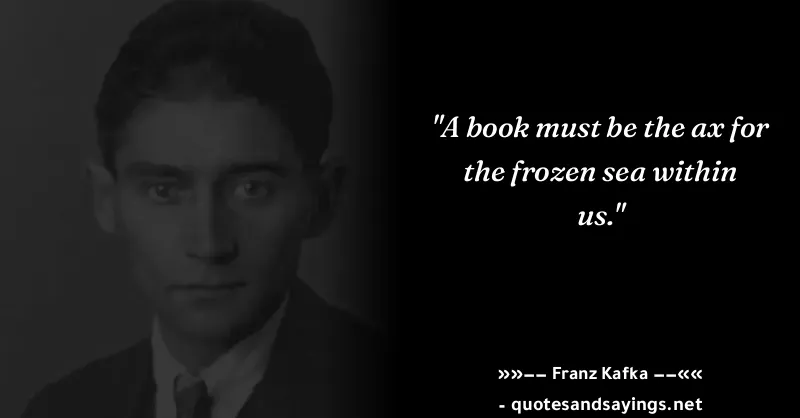 "A book must be the ax for
the frozen sea within
us."
»»–– Franz Kafka ––««
- quotesandsayings.net